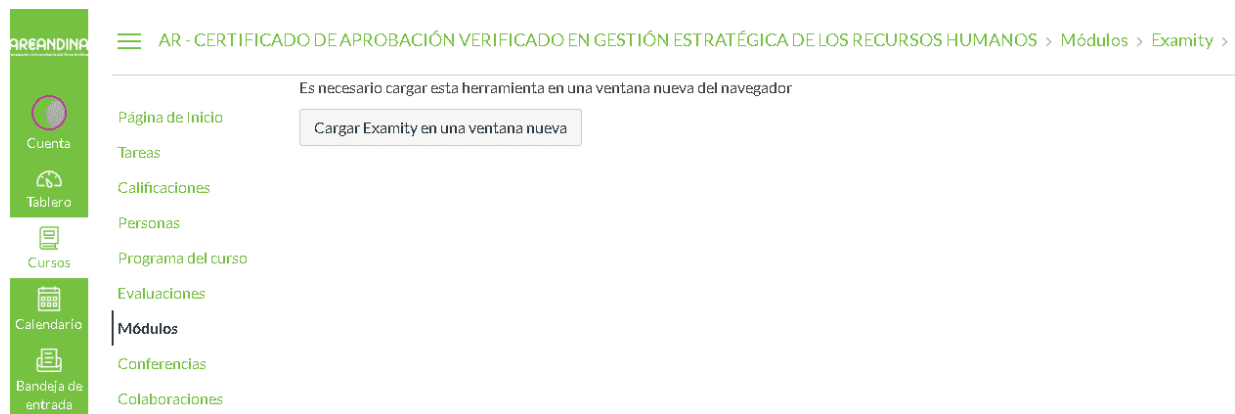 AREANDINA
AR - CERTIFICADO DE APROBACIÓN VERIFICADO EN GESTIÓN ESTRATÉGICA DE LOS RECURSOS HUMANOS > Módulos > Examity >
Es necesario cargar esta herramienta en una ventana nueva del navegador
Cargar Examity en una ventana nueva
Cuenta
Tablero
Cursos
Calendario
Bandeja de
entrada
Página de Inicio
Tareas
Calificaciones
Personas
Programa del curso
Evaluaciones
Módulos
Conferencias
Colaboraciones